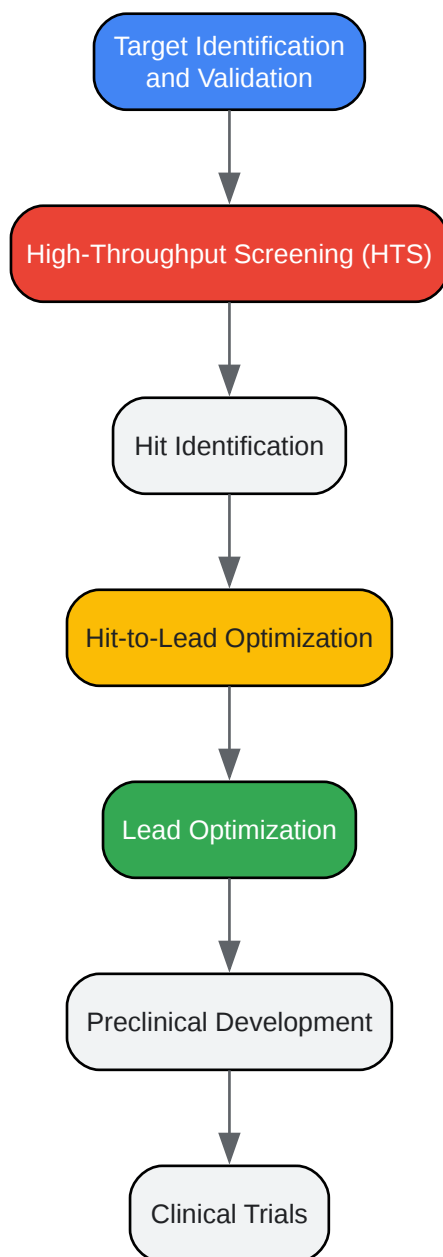 Target Identification
and Validation
High-Throughput Screening (HTS)
Hit Identification
Hit-to-Lead Optimization
Lead Optimization
Preclinical Development
Clinical Trials